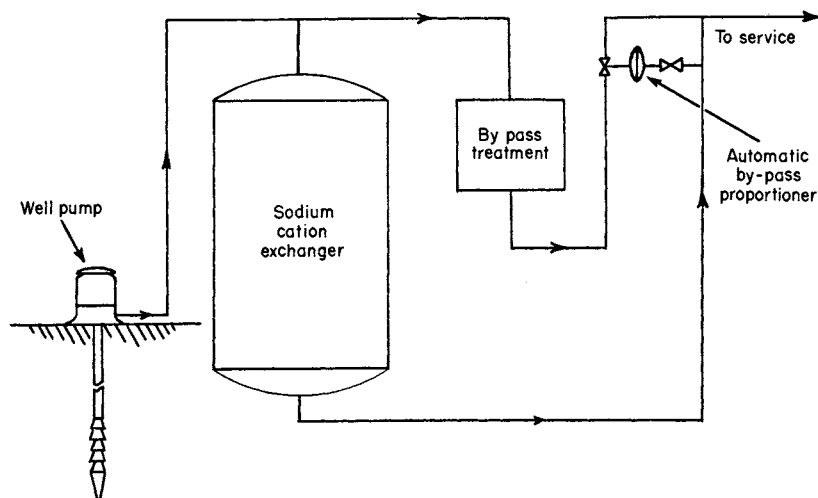 To service
By pass
treatment
Automatic
by-pass
proportioner
Well pump
Sodium
cation
exchanger